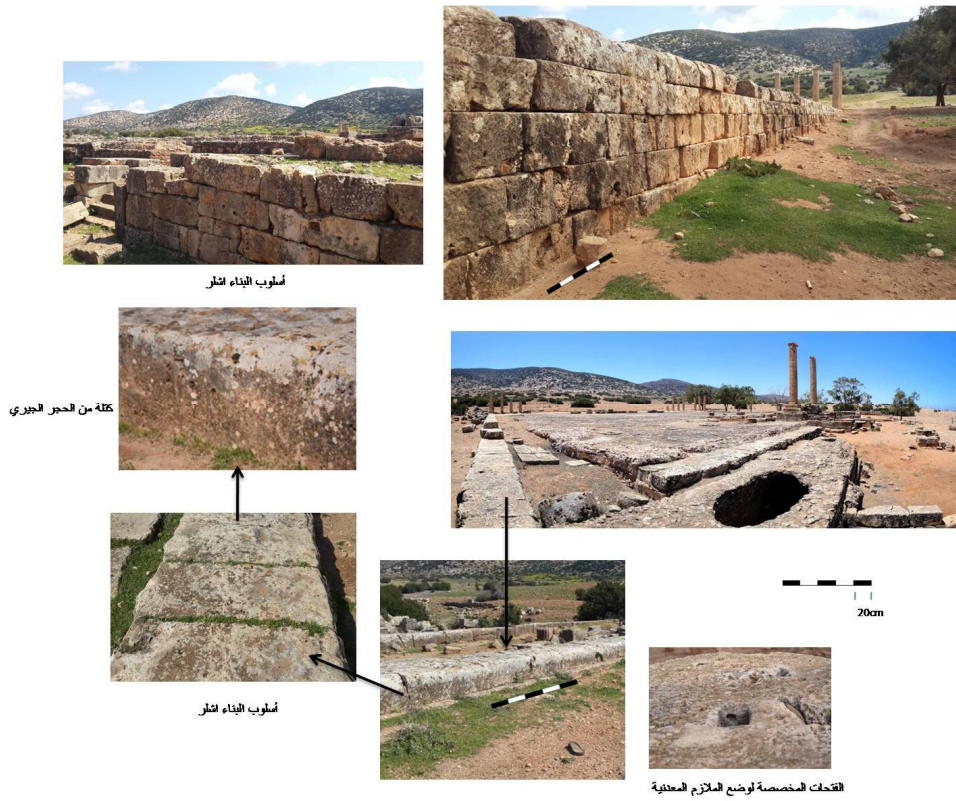 أسلوب البناء اشلر
كتلة من الحجر الجيري
20cm
أسلوب البناء اشلر
الفتحات المخصصة لوضع الملازم المعدنية